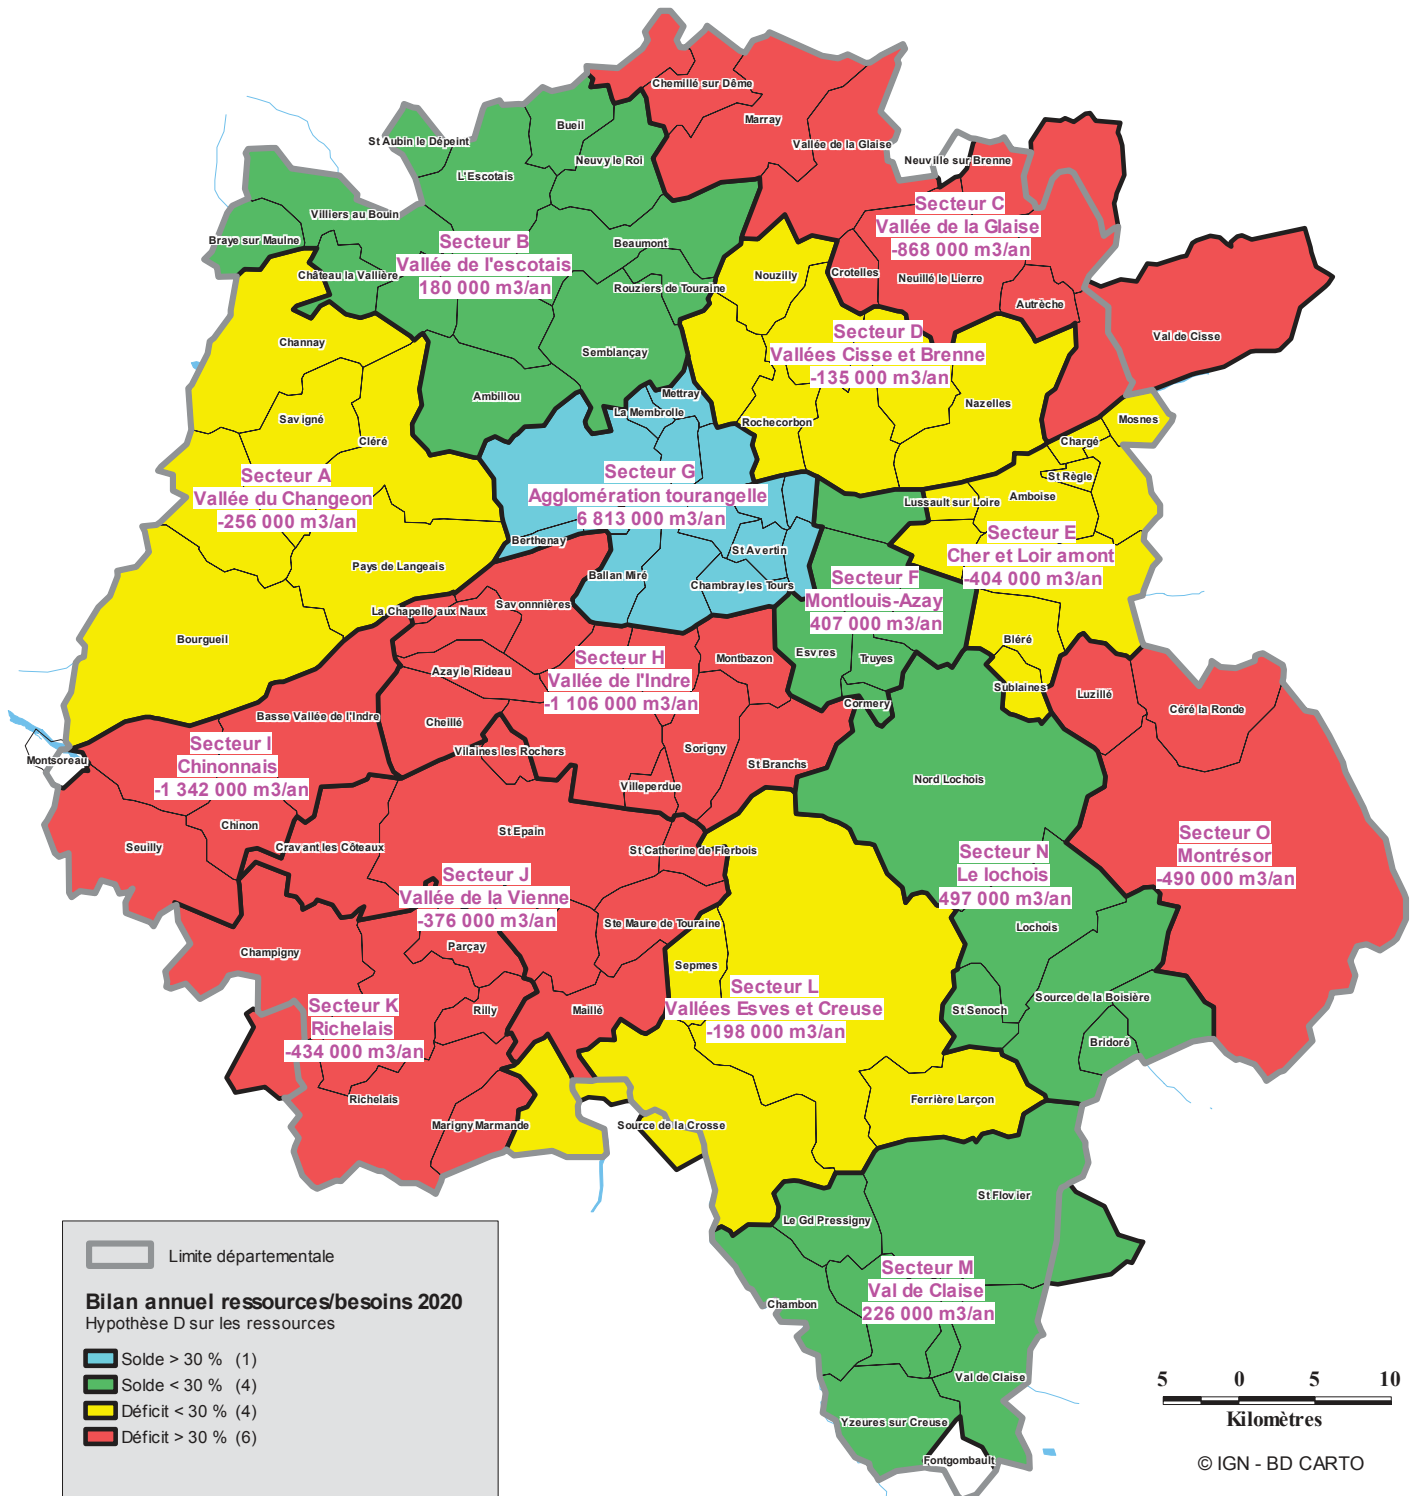 Chemillé sur Dême
Marray
Vallée de la Glaise
Neuville sur Brenne
Bueil
St Aubin le Dépeint
Neuvy le Roi
L'Escotais
Villiers au Bouin
Braye sur Maulne
Château la Vallière
Secteur B
Vallée de l'escotais
180 000 m3/an
Beaumont
Rouziers de Touraine
Semblançay
Ambillou
Secteur C
Vallée de la Glaise
-868 000 m3/an
Crotelles
Neuillé le Lierre
Autrèche
Val de Cisse
Nouzilly
Secteur D
Vallées Cisse et Brenne
-135 000 m3/an
Nazelles
Rochecorbon
Channay
Savigné
Cléré
Secteur A
Vallée du Changeon
-256 000 m3/an
Pays de Langeais
Bourgueil
Mettray
La Membrolle
Secteur G
Agglomération tourangelle
6 813 000 m3/an
Berthenay
St Avertin
Ballan Miré
Chambray les Tours
Mosnes
Chargé
St Règle
Amboise
Lussault sur Loire
Secteur E
Cher et Loir amont
-404 000 m3/an
Bléré
Sublaines
Secteur F
Montlouis-Azay
407 000 m3/an
Esvres
Truyes
Cormery
La Chapelle aux Naux
Savonnnières
Azay le Rideau
Secteur H
Vallée de l'Indre
-1 106 000 m3/an
Montbazon
Cheillé
Vilaines les Rochers
Sorigny
St Branchs
Villeperdue
Basse Vallée de l'Indre
Secteur I
Chinonnais
-1 342 000 m3/an
Montsoreau
Chinon
Seuilly
Cravant les Côteaux
St Epain
St Catherine de Fierbois
Secteur J
Vallée de la Vienne
-376 000 m3/an
Ste Maure de Touraine
Parçay
Maillé
Champigny
Rilly
Secteur K
Richelais
-434 000 m3/an
Richelais
Marigny Marmande
Sepmes
Secteur L
Vallées Esves et Creuse
-198 000 m3/an
Ferrière Larçon
Source de la Crosse
Luzillé
Céré la Ronde
Secteur O
Montrésor
-490 000 m3/an
Nord Lochois
Secteur N
Le lochois
497 000 m3/an
Lochois
St Senoch
Source de la Boisière
Bridoré
St Flovier
Le Gd Pressigny
Secteur M
Val de Claise
226 000 m3/an
Chambon
Val de Claise
Yzeures sur Creuse
Fontgombault
Limite départementale
Bilan annuel ressources/besoins 2020
Hypothèse D sur les ressources
Solde > 30 % (1)
Solde < 30 % (4)
Déficit < 30 % (4)
Déficit > 30 % (6)
5 0 5 10
Kilomètres
© IGN - BD CARTO